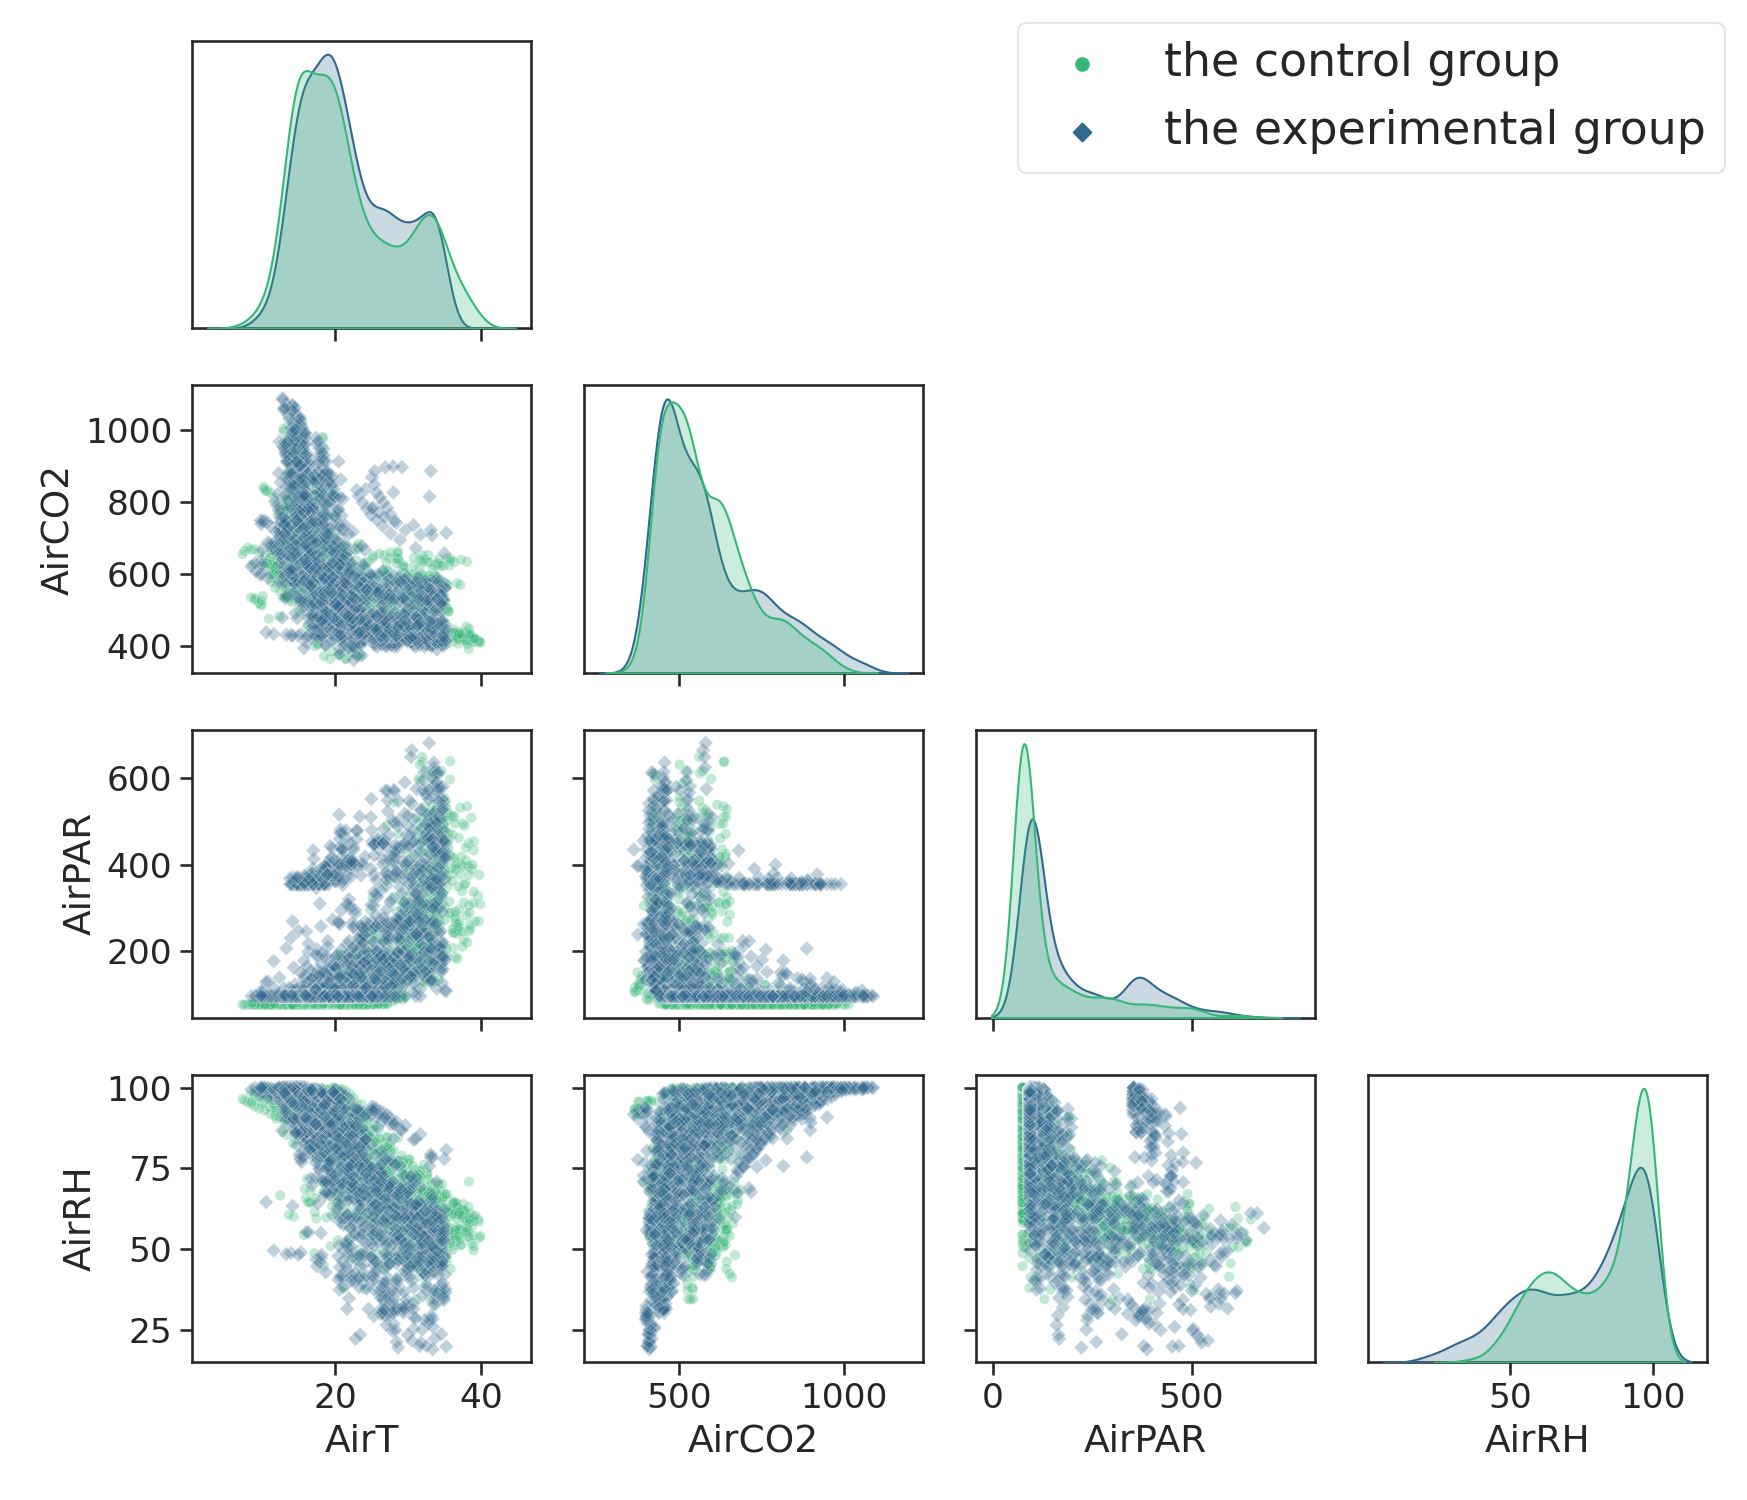 the control group
the experimental group
1000
800
600
400
AirCO2
600
400
200
AirPAR
100
75
50
25
AirRH
20 40 500 1000 0 500 50 100
AirT AirCO2 AirPAR AirRH